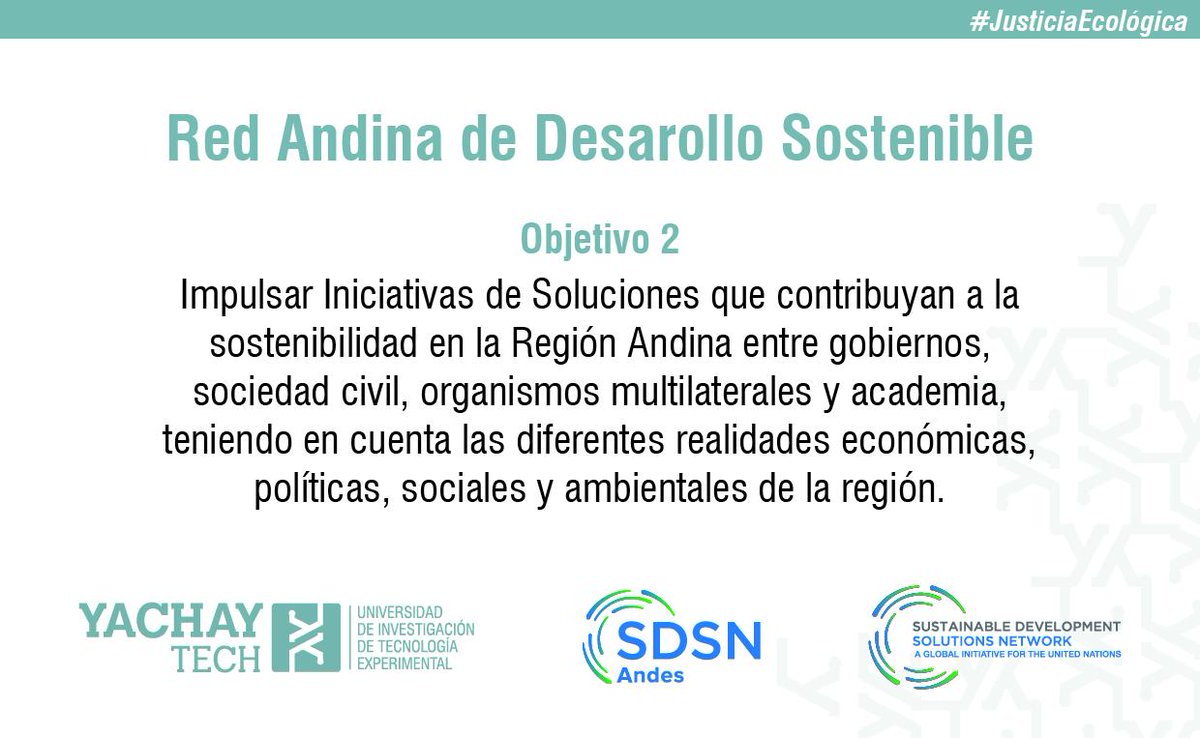 #JusticiaEcológica
Red Andina de Desarollo Sostenible
Objetivo 2
Impulsar Iniciativas de Soluciones que contribuyan a la
sostenibilidad en la Región Andina entre gobiernos,
sociedad civil, organismos multilaterales y academia,
teniendo en cuenta las diferentes realidades económicas,
políticas, sociales y ambientales de la región.
YACHAY
TECH
UNIVERSIDAD
DE INVESTIGACIÓN
DE TECNOLOGÍA
EXPERIMENTAL
SDSN
Andes
SUSTAINABLE DEVELOPMENT
SOLUTIONS NETWORK
A GLOBAL INITIATIVE FOR THE UNITED NATIONS